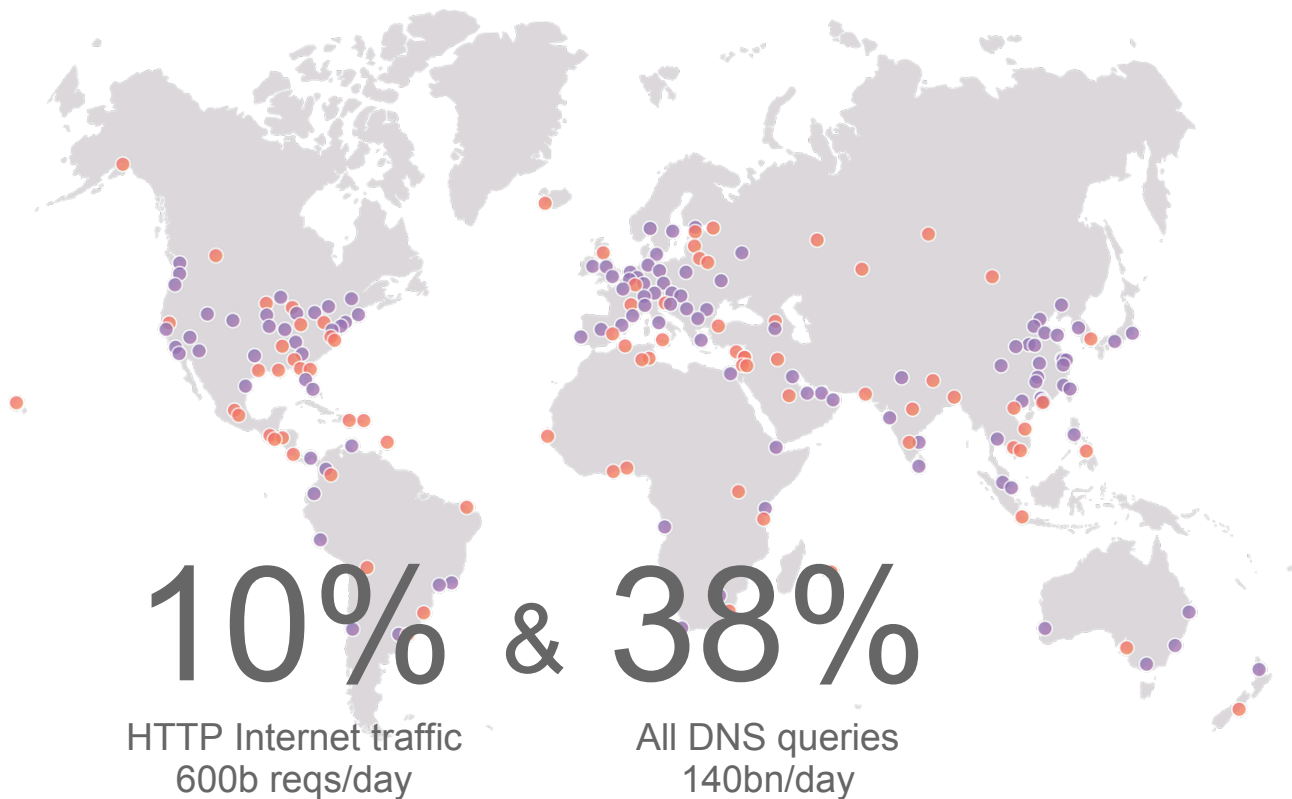 10% & 38%
HTTP Internet traffic
600b reqs/day
All DNS queries
140bn/day